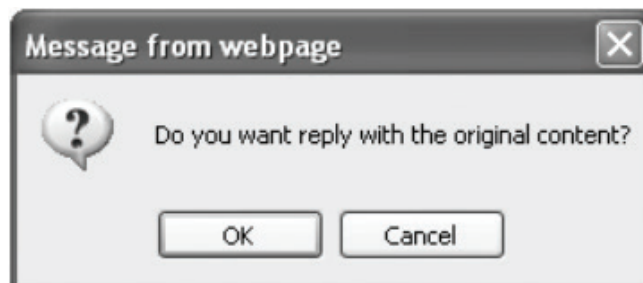 Message from webpage
Do you want reply with the original content?
OK
Cancel